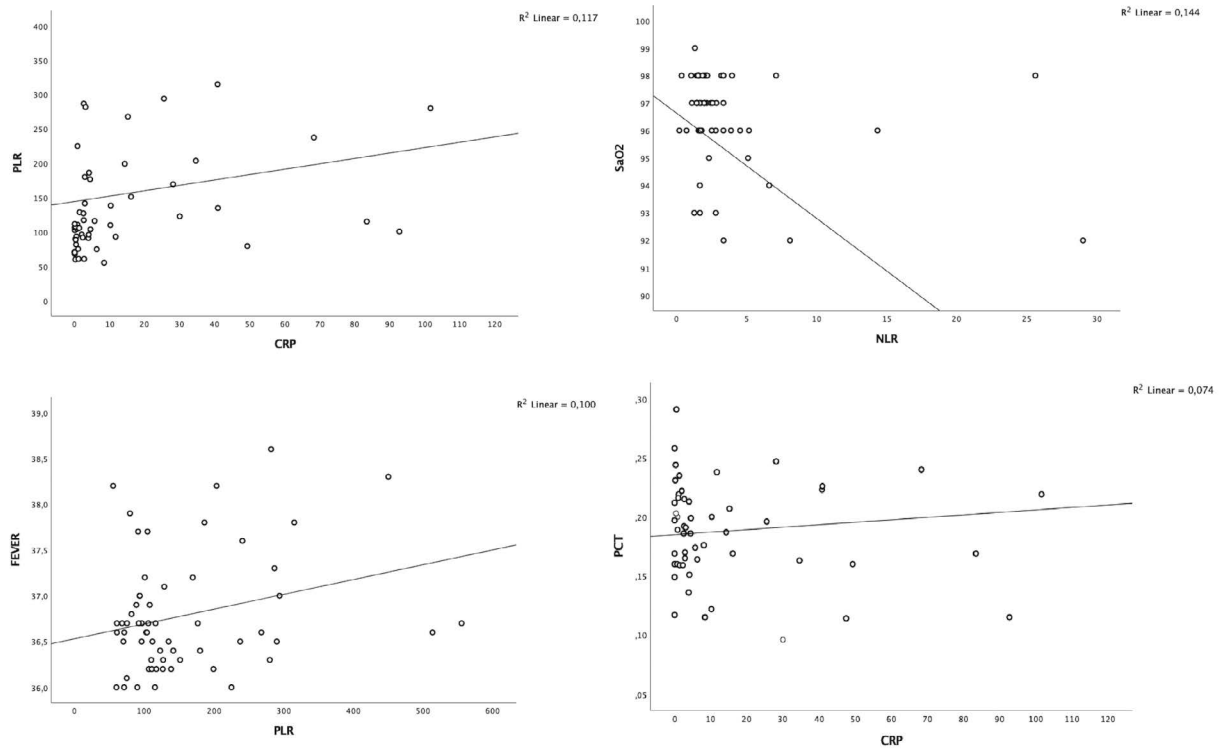 R² Linear = 0,117
400
350
300
250
200
150
100
50
0
PLR
0 10 20 30 40 50 60 70 80 90 100 110 120
CRP
R² Linear = 0,144
100
99
98
97
96
95
94
93
92
91
90
SaO2
0 5 10 15 20 25 30
NLR
R² Linear = 0,100
39,0
38,5
38,0
37,5
37,0
36,5
36,0
FEVER
0 100 200 300 400 500 600
PLR
R² Linear = 0,074
,30
,25
,20
,15
,10
,05
PCT
0 10 20 30 40 50 60 70 80 90 100 110 120
CRP